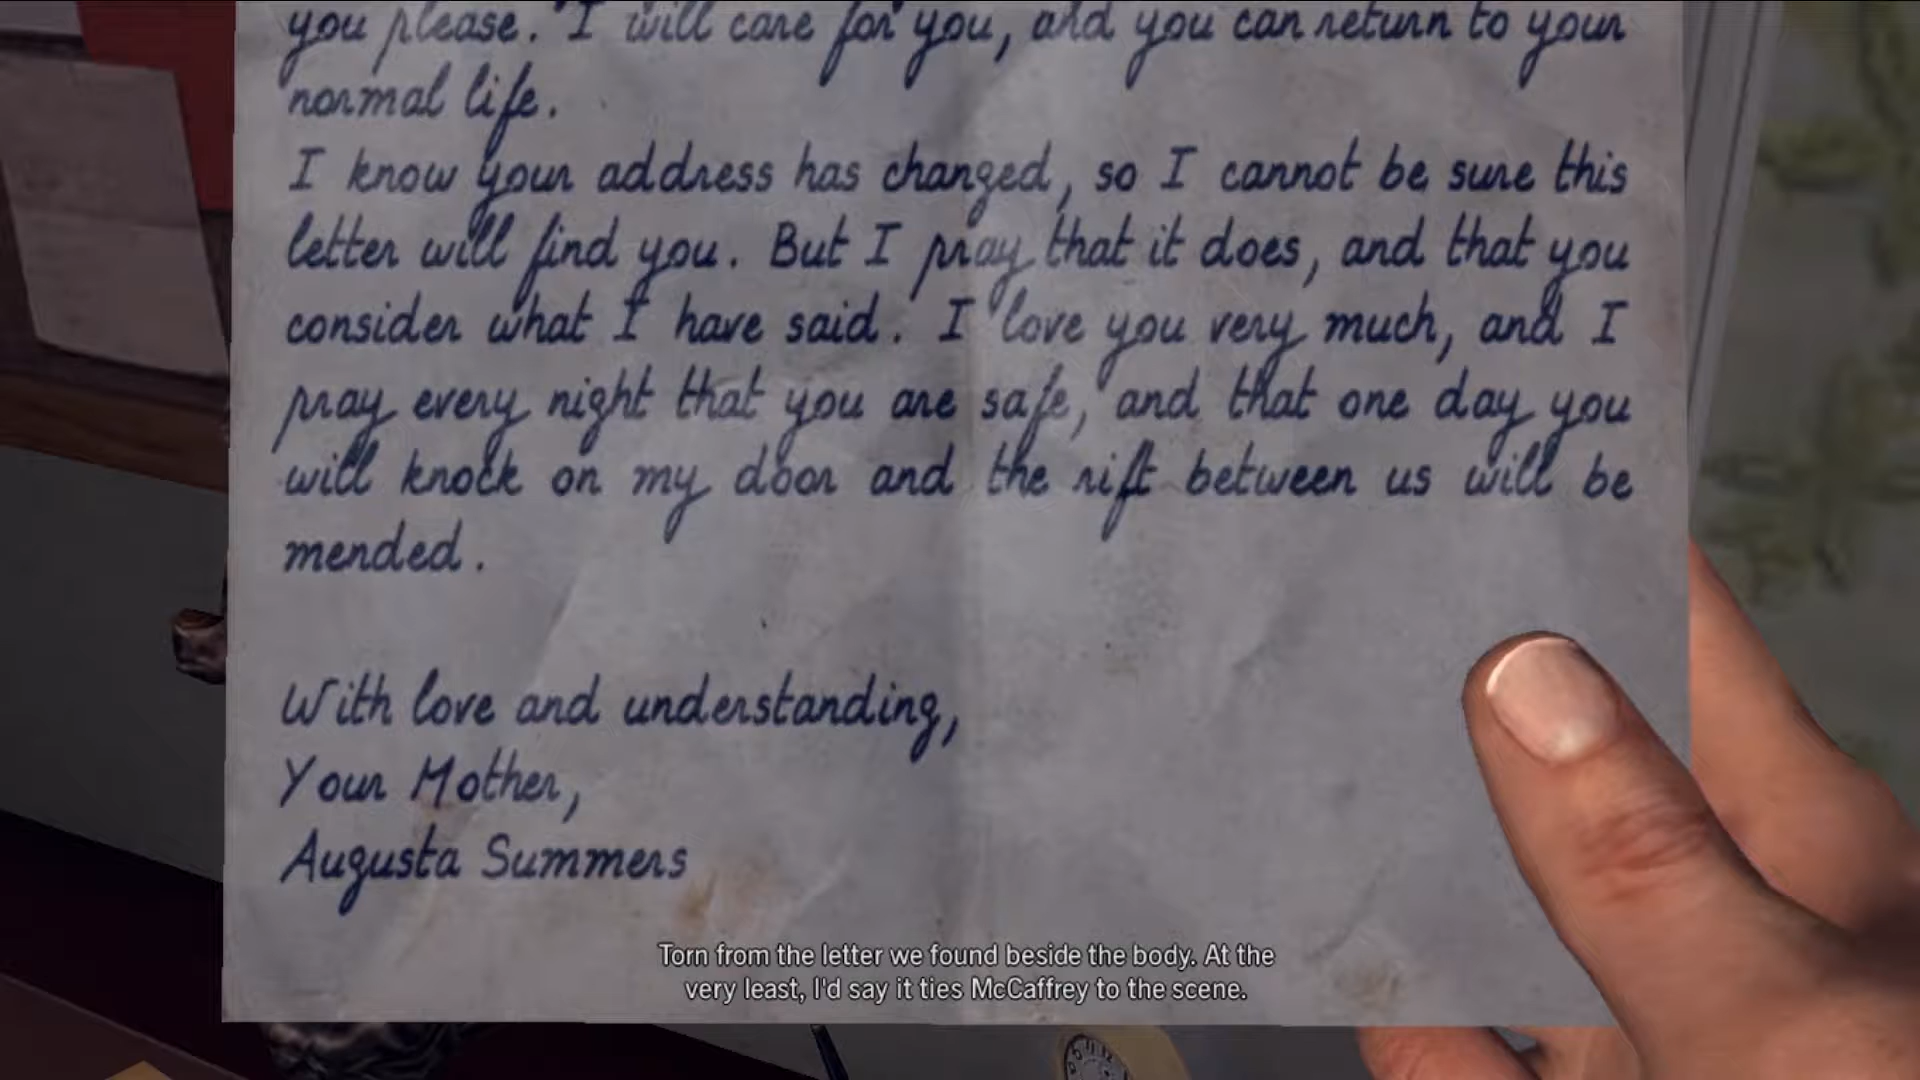 you please. I will care for you, and you can return to your
normal life.
I know your address has changed, so I cannot be sure this
letter will find you. But I pray that it does, and that you
consider what I have said. I love you very much, and I
pray every night that you are safe, and that one day you
will knock on my door and the rift between us will be
mended.
With love and understanding,
Your Mother,
Augusta Summers
Torn from the letter we found beside the body. At the
very least, I'd say it ties McCaffrey to the scene.